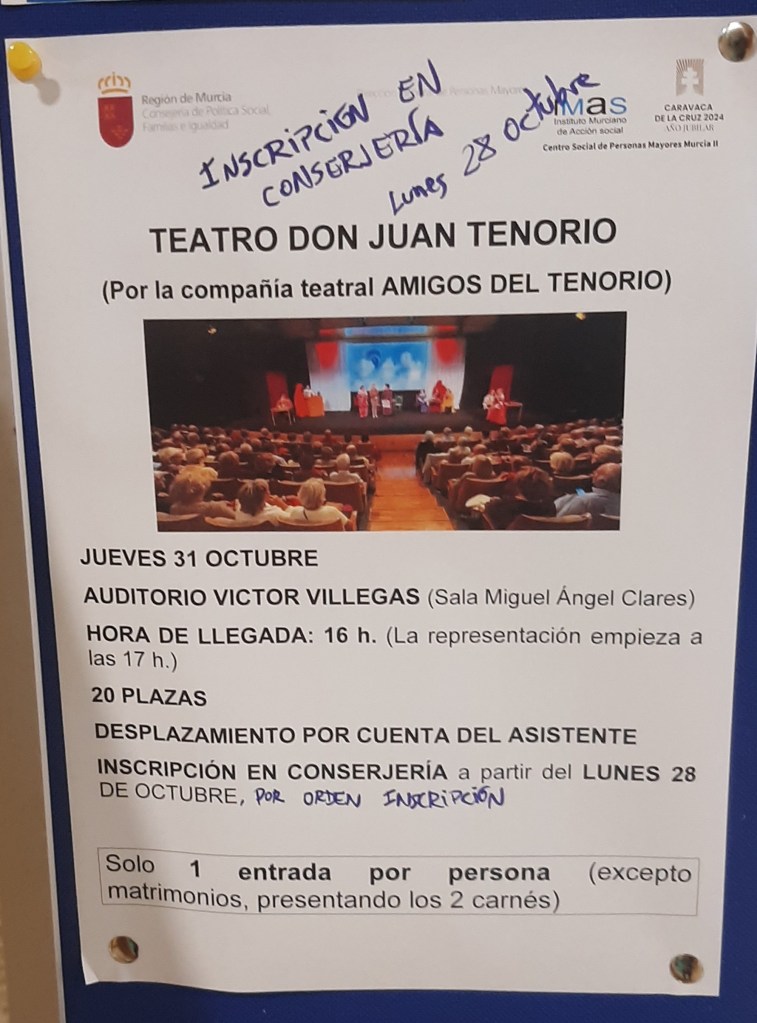 Región de Murcia
Consejería de Política Social,
Familias e Igualdad
INSCRIPCIÓN EN
CONSERJERÍA
Lunes 28 octubre
Personas Mayores
iMas
Instituto Murciano
de Acción social
CARAVACA
DE LA CRUZ 2024
AÑO JUBILAR
Centro Social de Personas Mayores Murcia II
TEATRO DON JUAN TENORIO
(Por la compañía teatral AMIGOS DEL TENORIO)
JUEVES 31 OCTUBRE
AUDITORIO VICTOR VILLEGAS (Sala Miguel Ángel Clares)
HORA DE LLEGADA: 16 h. (La representación empieza a
las 17 h.)
20 PLAZAS
DESPLAZAMIENTO POR CUENTA DEL ASISTENTE
INSCRIPCIÓN EN CONSERJERÍA a partir del LUNES 28
DE OCTUBRE, POR ORDEN INSCRIPCIÓN
Solo 1 entrada por persona (excepto
matrimonios, presentando los 2 carnés)